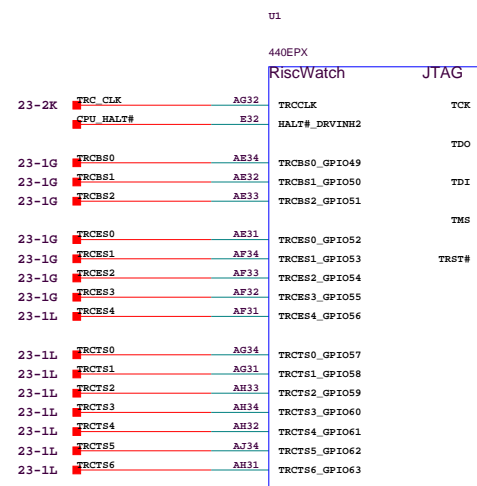 U1
440EPX
RiscWatch JTAG
23-2K TRC_CLK AG32 TRCCLK TCK
CPU_HALT# E32 HALT#_DRVINH2
TDO
23-1G TRCBS0 AE34 TRCBS0_GPIO49
23-1G TRCBS1 AE32 TRCBS1_GPIO50 TDI
23-1G TRCBS2 AE33 TRCBS2_GPIO51
TMS
23-1G TRCES0 AE31 TRCES0_GPIO52
23-1G TRCES1 AF34 TRCES1_GPIO53 TRST#
23-1G TRCES2 AF33 TRCES2_GPIO54
23-1G TRCES3 AF32 TRCES3_GPIO55
23-1L TRCES4 AF31 TRCES4_GPIO56
23-1L TRCTS0 AG34 TRCTS0_GPIO57
23-1L TRCTS1 AG31 TRCTS1_GPIO58
23-1L TRCTS2 AH33 TRCTS2_GPIO59
23-1L TRCTS3 AH34 TRCTS3_GPIO60
23-1L TRCTS4 AH32 TRCTS4_GPIO61
23-1L TRCTS5 AJ34 TRCTS5_GPIO62
23-1L TRCTS6 AH31 TRCTS6_GPIO63